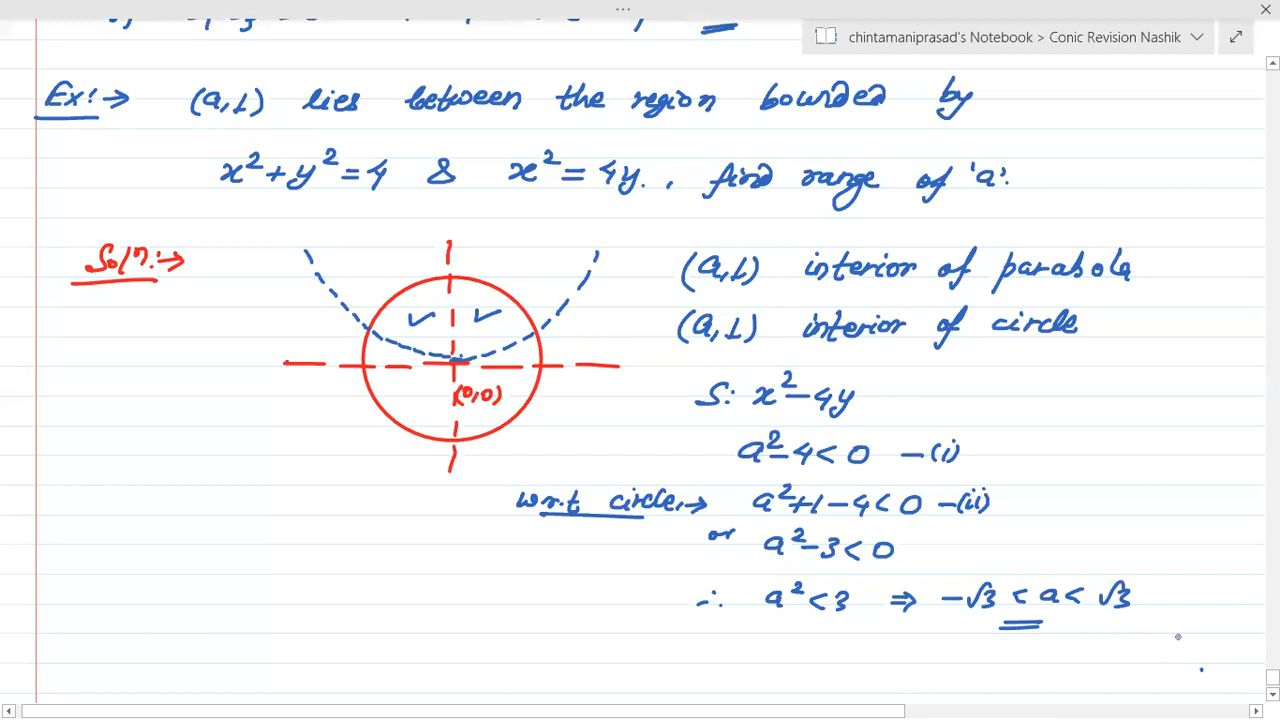 chintamaniprasad's Notebook > Conic Revision Nashik
Ex: → (a,1) lies between the region bounded by
x² + y² = 4 & x² = 4y. , find range of 'a'.
Solⁿ: →
(0,0)
(a,1) interior of parabola
(a,1) interior of circle
S: x² - 4y
a² - 4 < 0 - (i)
w.r.t circle, → a² + 1 - 4 < 0 - (ii)
or a² - 3 < 0
∴ a² < 3 ⇒ -√3 < a < √3